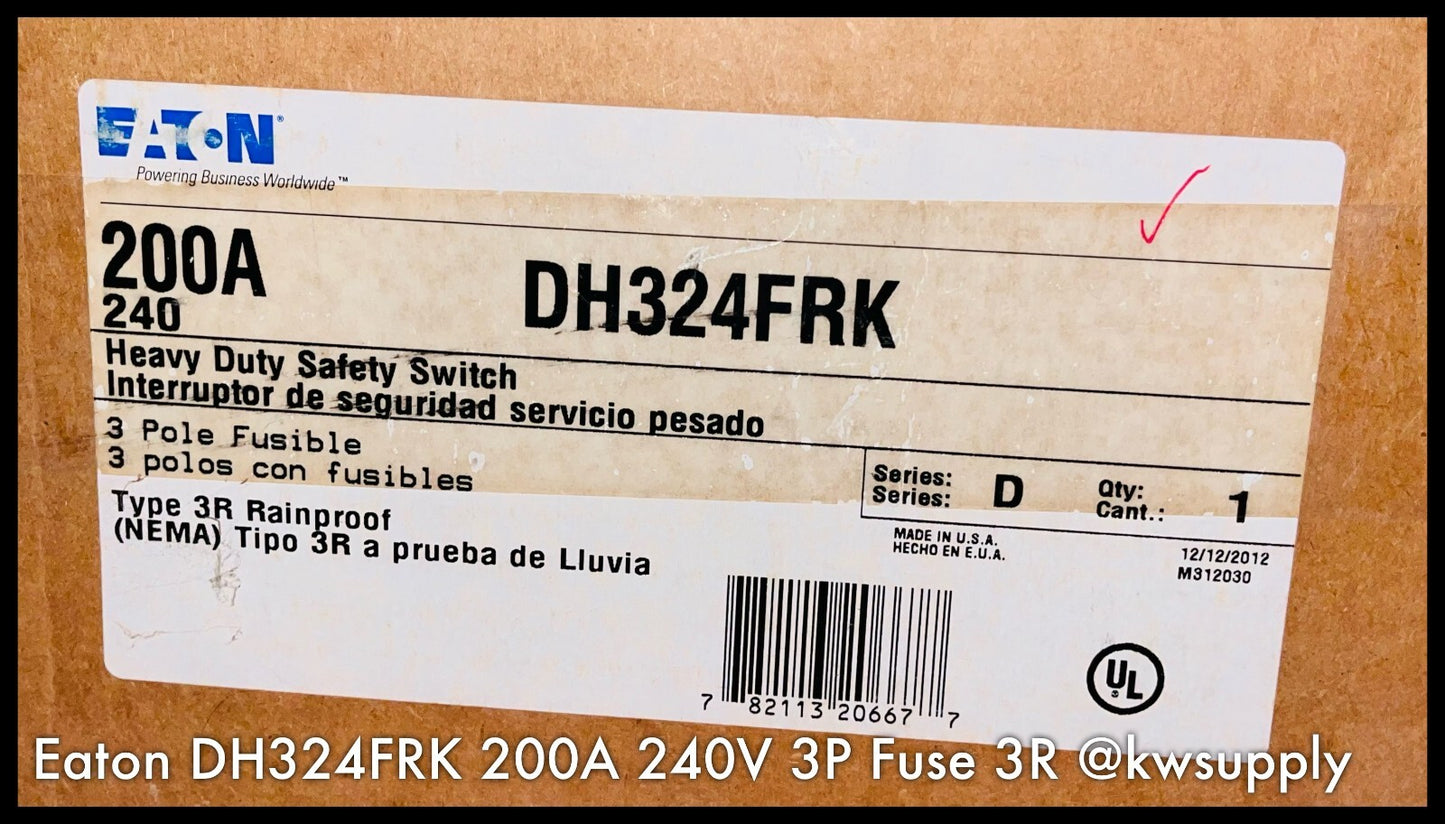 EATON®
Powering Business Worldwide™
200A
240
DH324FRK
Heavy Duty Safety Switch
Interruptor de seguridad servicio pesado
3 Pole Fusible
3 polos con fusibles
Type 3R Rainproof
(NEMA) Tipo 3R a prueba de Lluvia
Series: D Qty: 1
Series: Cant.:
MADE IN U.S.A.
HECHO EN E.U.A.
12/12/2012
M312030
7 82113 20667 7
UL
Eaton DH324FRK 200A 240V 3P Fuse 3R @kwsupply